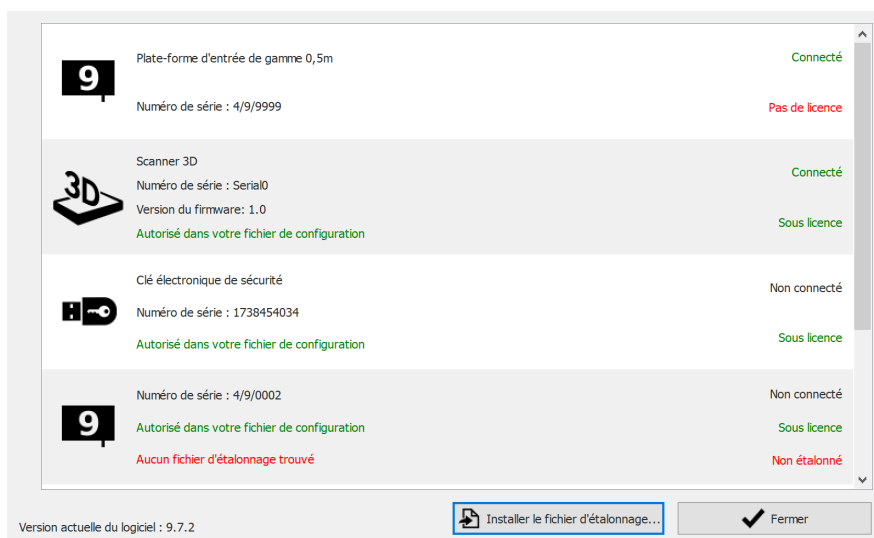 9
Plate-forme d'entrée de gamme 0,5m
Connecté
Numéro de série : 4/9/9999
Pas de licence
3D
Scanner 3D
Connecté
Numéro de série : Serial0
Version du firmware: 1.0
Sous licence
Autorisé dans votre fichier de configuration
Clé électronique de sécurité
Non connecté
Numéro de série : 1738454034
Autorisé dans votre fichier de configuration
Sous licence
9
Numéro de série : 4/9/0002
Non connecté
Autorisé dans votre fichier de configuration
Sous licence
Aucun fichier d'étalonnage trouvé
Non étalonné
Version actuelle du logiciel : 9.7.2
Installer le fichier d'étalonnage...
Fermer